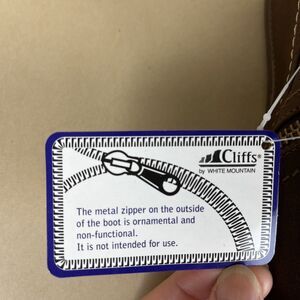 Cliffs®
by WHITE MOUNTAIN
The metal zipper on the outside
of the boot is ornamental and
non-functional.
It is not intended for use.